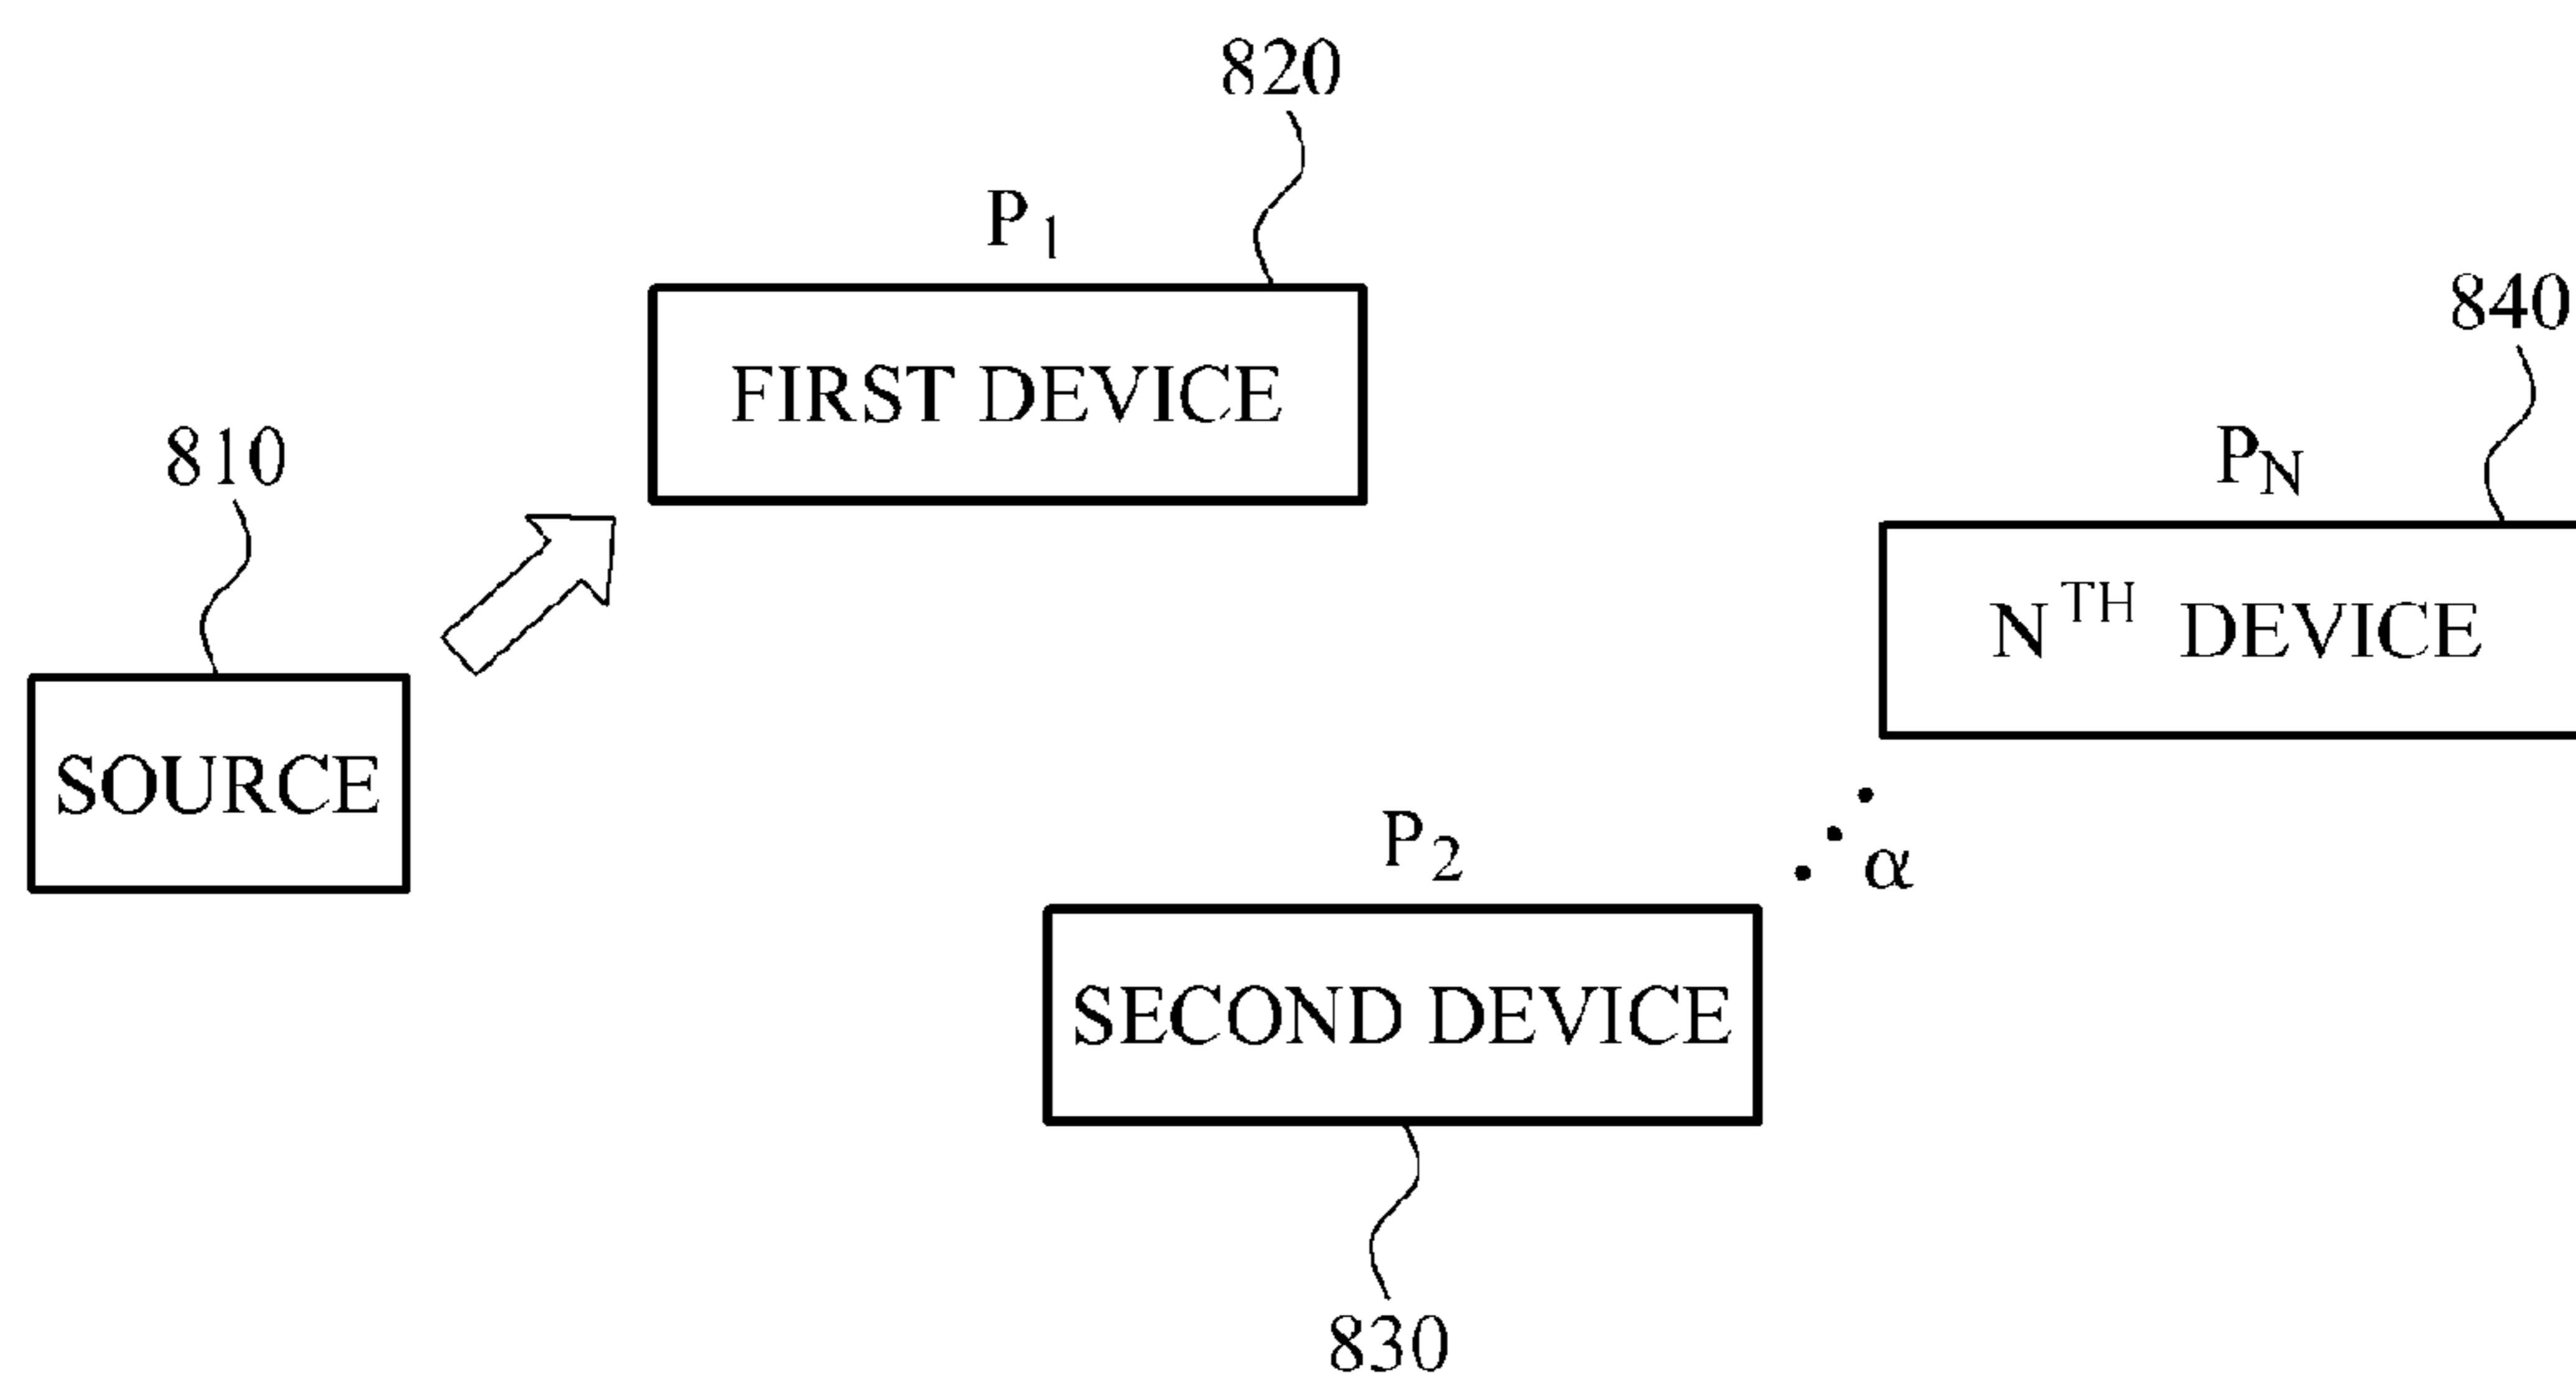 820
P1
FIRST DEVICE
840
PN
NTH DEVICE
810
SOURCE
α
P2
SECOND DEVICE
830